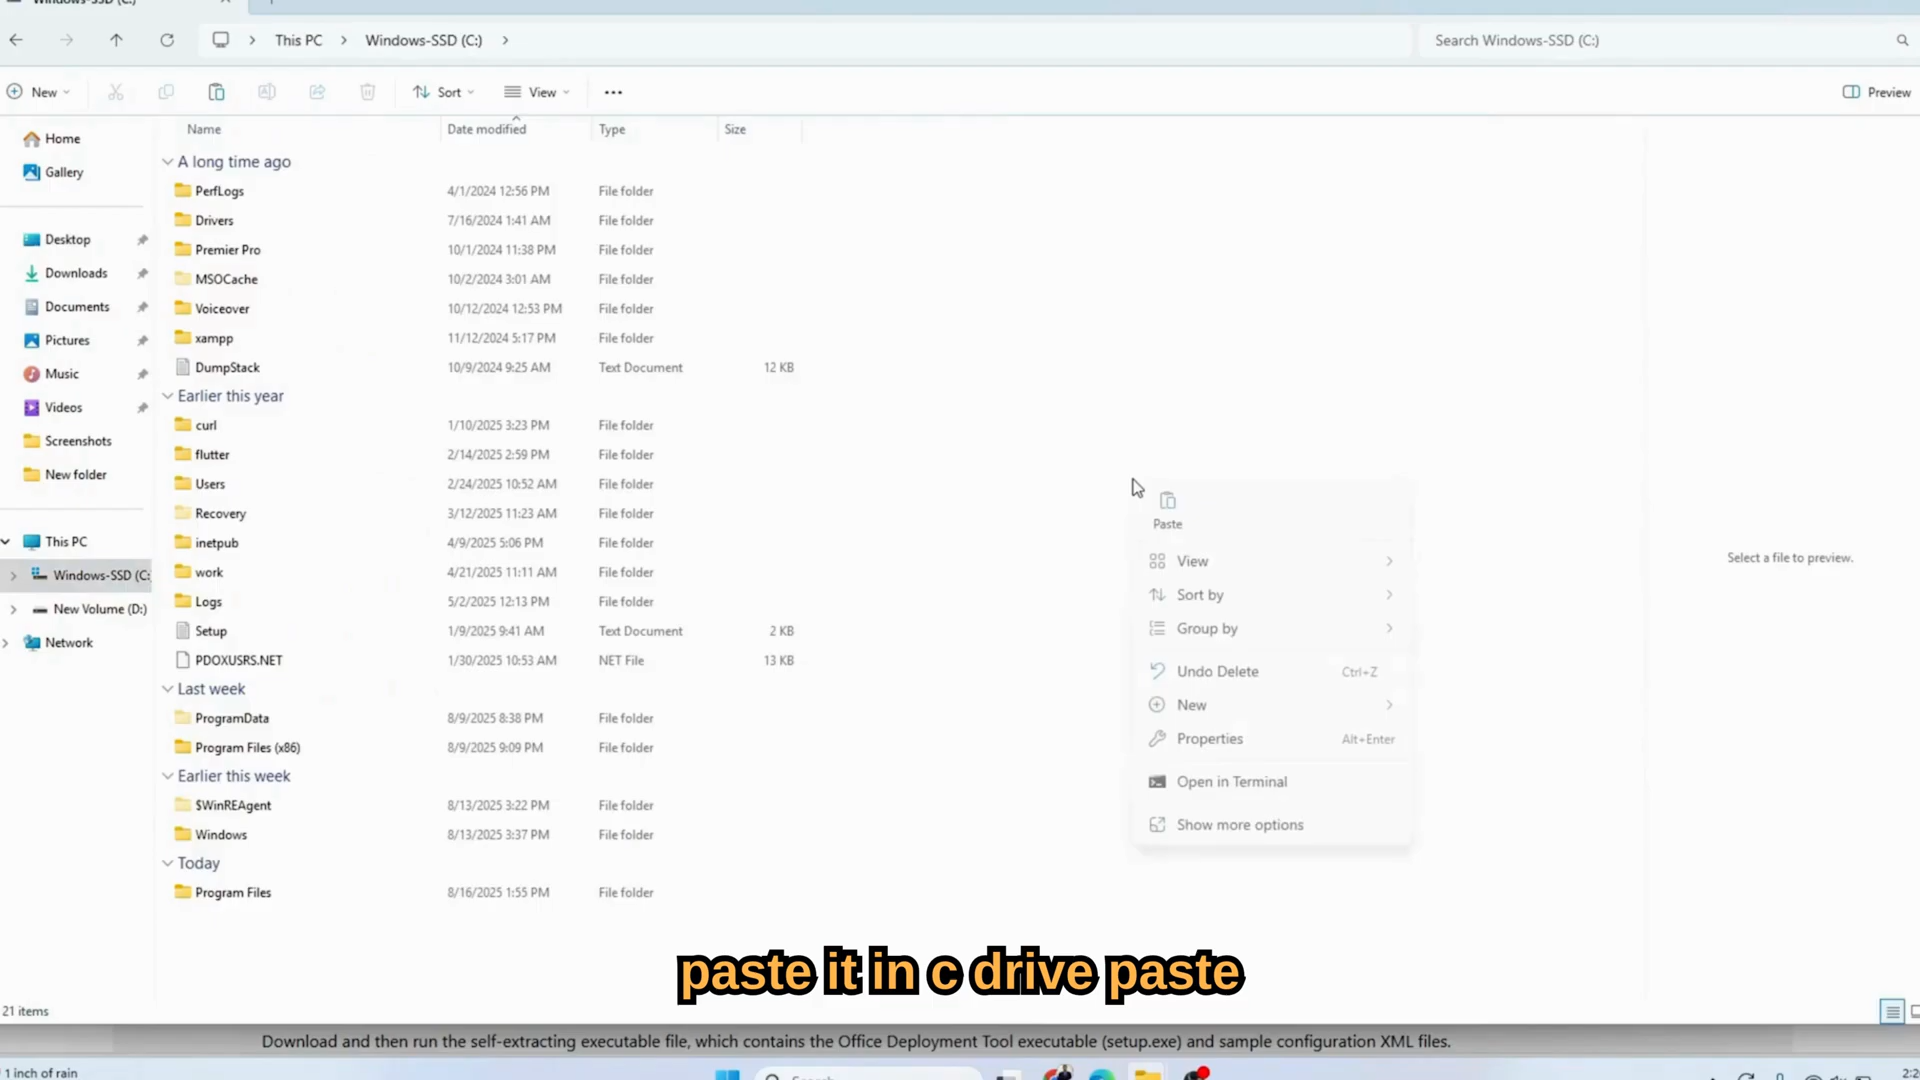 Windows-SSD (C:)
This PC
Windows-SSD (C:)
Search Windows-SSD (C:)
New
Sort
View
Preview
Home
Gallery
Desktop
Downloads
Documents
Pictures
Music
Videos
Screenshots
New folder
This PC
Windows-SSD (C:
New Volume (D:)
Network
Name Date modified Type Size
A long time ago
PerfLogs 4/1/2024 12:56 PM File folder
Drivers 7/16/2024 1:41 AM File folder
Premier Pro 10/1/2024 11:38 PM File folder
MSOCache 10/2/2024 3:01 AM File folder
Voiceover 10/12/2024 12:53 PM File folder
xampp 11/12/2024 5:17 PM File folder
DumpStack 10/9/2024 9:25 AM Text Document 12 KB
Earlier this year
curl 1/10/2025 3:23 PM File folder
flutter 2/14/2025 2:59 PM File folder
Users 2/24/2025 10:52 AM File folder
Recovery 3/12/2025 11:23 AM File folder
inetpub 4/9/2025 5:06 PM File folder
work 4/21/2025 11:11 AM File folder
Logs 5/2/2025 12:13 PM File folder
Setup 1/9/2025 9:41 AM Text Document 2 KB
PDOXUSRS.NET 1/30/2025 10:53 AM NET File 13 KB
Last week
ProgramData 8/9/2025 8:38 PM File folder
Program Files (x86) 8/9/2025 9:09 PM File folder
Earlier this week
$WinREAgent 8/13/2025 3:22 PM File folder
Windows 8/13/2025 3:37 PM File folder
Today
Program Files 8/16/2025 1:55 PM File folder
Paste
View
Sort by
Group by
Undo Delete Ctrl+Z
New
Properties Alt+Enter
Open in Terminal
Show more options
Select a file to preview.
paste it in c drive paste
21 items
Download and then run the self-extracting executable file, which contains the Office Deployment Tool executable (setup.exe) and sample configuration XML files.
1 inch of rain
Search